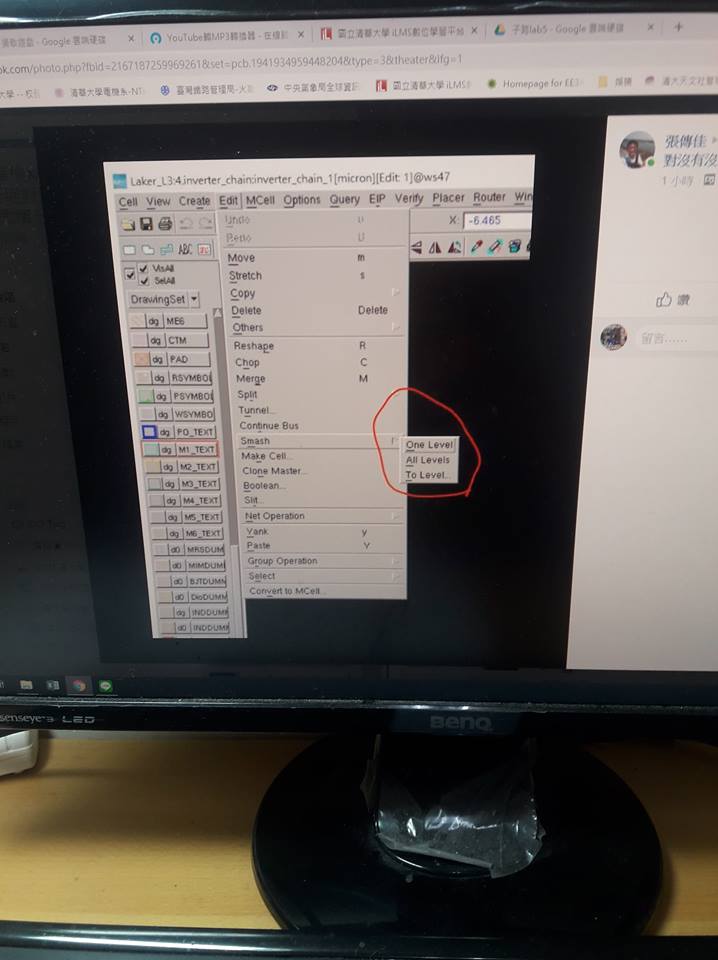 - Google 雲端硬碟
YouTube轉MP3轉換器 - 在線
國立清華大學 iLMS數位學習平台
子筠lab5 - Google 雲端硬碟
ok.com/photo.php?fbid=2167187259969261&set=pcb.1941934959448204&type=3&theater&ifg=1
清華大學電機系-NT
臺灣鐵路管理局-火
中央氣象局全球資訊
國立清華大學 iLMS
Homepage for EE3
清大天文社
Laker_L3:4.inverter_chain:inverter_chain_1[micron][Edit: 1]@ws47
Cell View Create Edit MCell Options Query EIP Verify Placer Router Win
X: -6.465
ABC
VisAll
SelAll
DrawingSet
dg ME6
dg CTM
dg PAD
dg RSYMBOL
dg PSYMBOL
dg WSYMBO
dg PO_TEXT
dg M1_TEXT
dg M2_TEXT
dg M3_TEXT
dg M4_TEXT
dg M5_TEXT
dg M6_TEXT
d0 MRSDUM
d0 MIMDUM
d0 BJTDUMN
d0 DioDUMN
dg INDDUMM
d0 INDDUMM
Undo u
Redo U
Move m
Stretch s
Copy
Delete Delete
Others
Reshape R
Chop C
Merge M
Split
Tunnel...
Continue Bus
Smash
Make Cell...
Clone Master...
Boolean...
Slit...
Net Operation
Yank y
Paste Y
Group Operation
Select
Convert to MCell...
One Level
All Levels
To Level...
張傳佳
對沒有沒
1 小時
讚
留言……
senseye 3 LED
BenQ